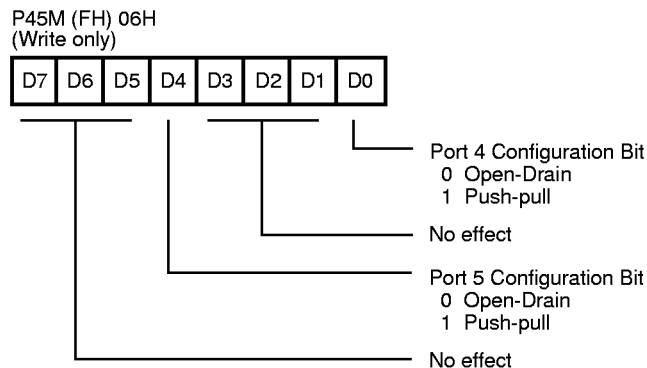 P45M (FH) 06H
(Write only)
D7 D6 D5 D4 D3 D2 D1 D0
Port 4 Configuration Bit
0 Open-Drain
1 Push-pull
No effect
Port 5 Configuration Bit
0 Open-Drain
1 Push-pull
No effect